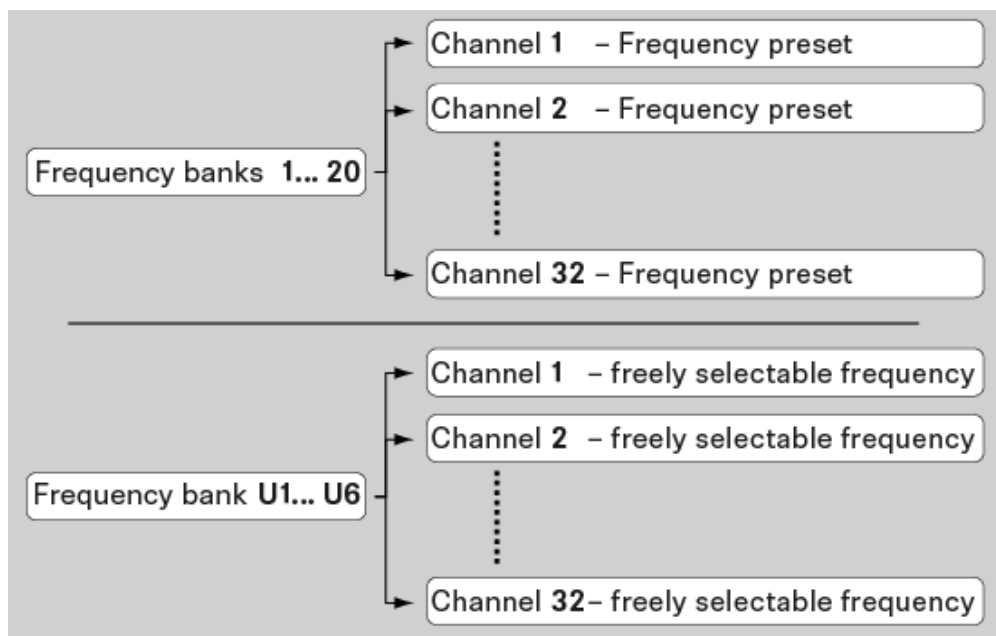 Channel 1 – Frequency preset
Channel 2 – Frequency preset
Frequency banks 1... 20
Channel 32 – Frequency preset
Channel 1 – freely selectable frequency
Channel 2 – freely selectable frequency
Frequency bank U1... U6
Channel 32 – freely selectable frequency